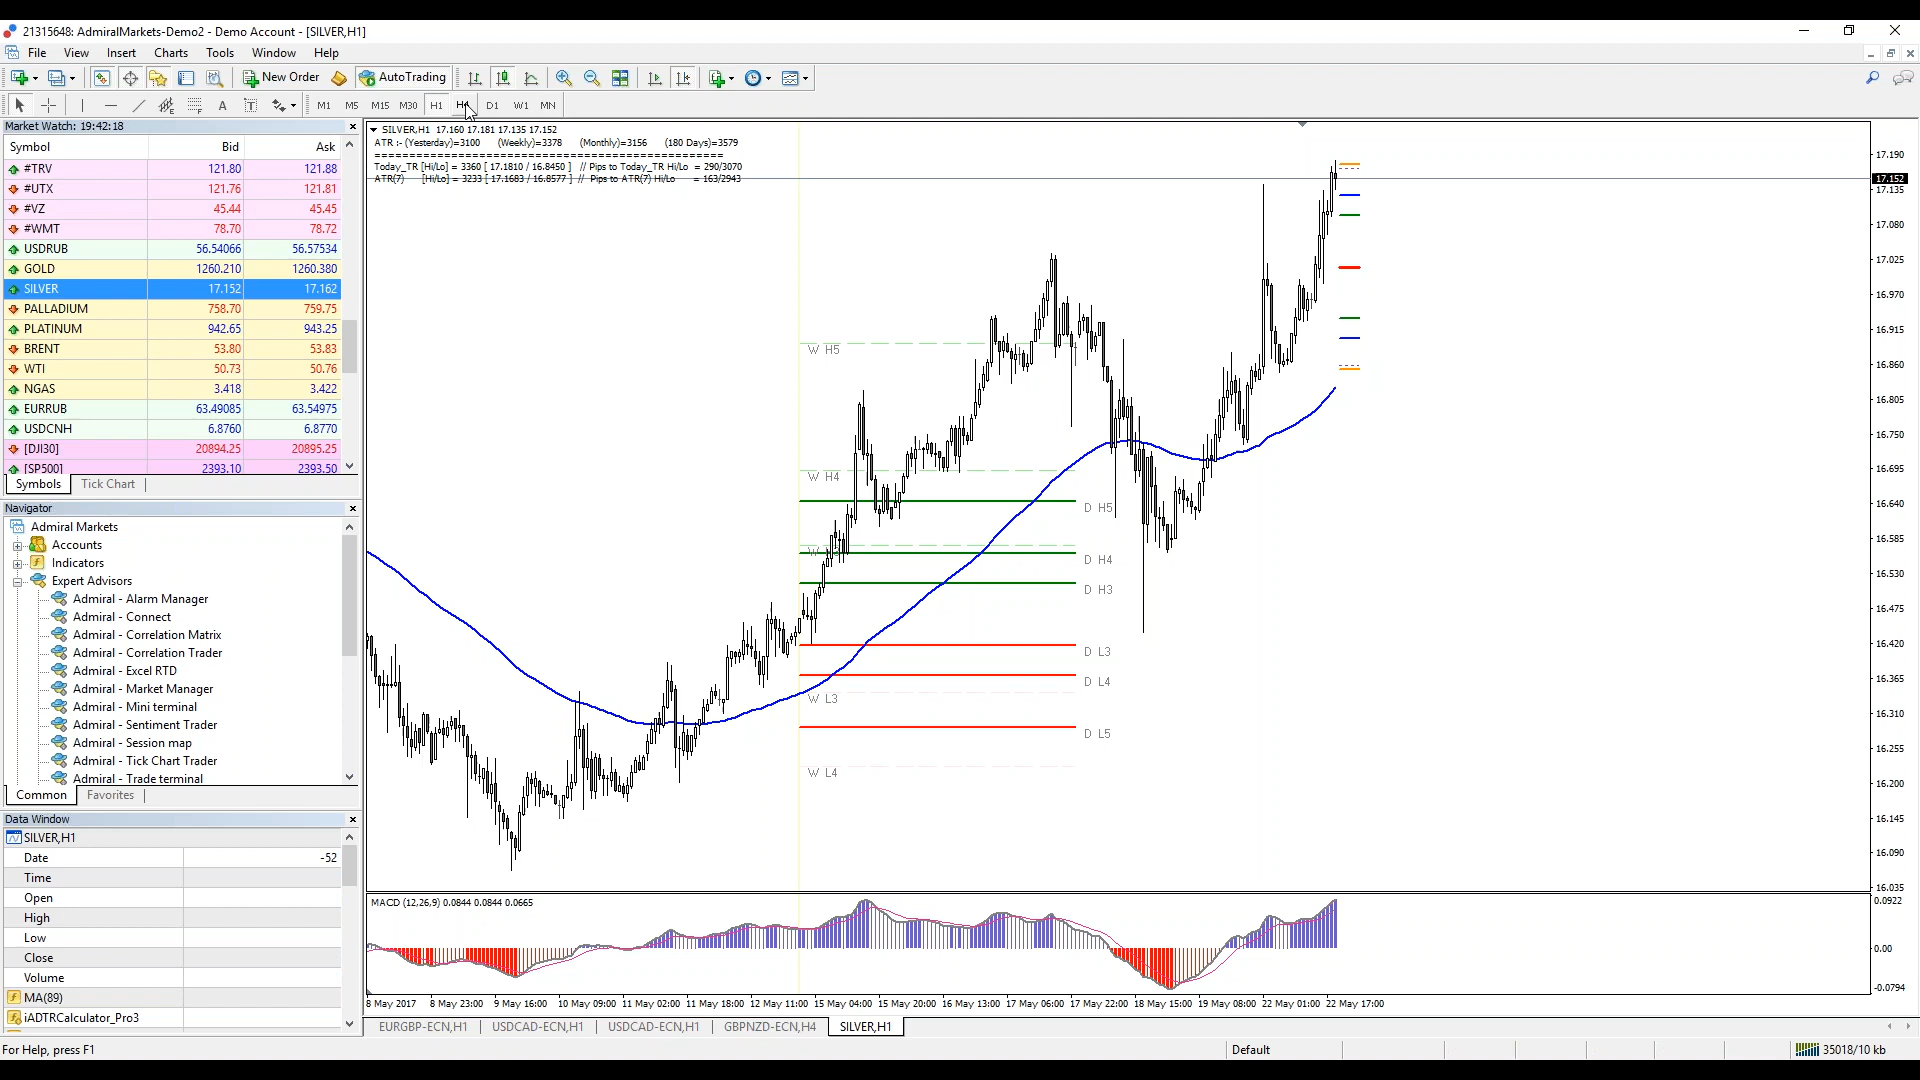 21315648: AdmiralMarkets-Demo2 - Demo Account - [SILVER,H1]
File View Insert Charts Tools Window Help
New Order AutoTrading
A T M1 M5 M15 M30 H1 H4 D1 W1 MN
Market Watch: 19:42:18
Symbol Bid Ask
#TRV 121.80 121.88
#UTX 121.76 121.81
#VZ 45.44 45.45
#WMT 78.70 78.72
USDRUB 56.54066 56.57534
GOLD 1260.210 1260.380
SILVER 17.152 17.162
PALLADIUM 758.70 759.75
PLATINUM 942.65 943.25
BRENT 53.80 53.83
WTI 50.73 50.76
NGAS 3.418 3.422
EURRUB 63.49085 63.54975
USDCNH 6.8760 6.8770
[DJI30] 20894.25 20895.25
[SP500] 2393.10 2393.50
Symbols Tick Chart
Navigator
Admiral Markets
Accounts
Indicators
Expert Advisors
Admiral - Alarm Manager
Admiral - Connect
Admiral - Correlation Matrix
Admiral - Correlation Trader
Admiral - Excel RTD
Admiral - Market Manager
Admiral - Mini terminal
Admiral - Sentiment Trader
Admiral - Session map
Admiral - Tick Chart Trader
Admiral - Trade terminal
Common Favorites
Data Window
SILVER,H1
Date -52
Time
Open
High
Low
Close
Volume
MA(89)
iADTRCalculator_Pro3
SILVER,H1 17.160 17.181 17.135 17.152
ATR :- (Yesterday)=3100 (Weekly)=3378 (Monthly)=3156 (180 Days)=3579
Today_TR [Hi/Lo] = 3360 [ 17.1810 / 16.8450 ] // Pips to Today_TR Hi/Lo = 290/3070
ATR(7) [Hi/Lo] = 3233 [ 17.1683 / 16.8577 ] // Pips to ATR(7) Hi/Lo = 163/2943
W H5
W H4
D H5
D H4
D H3
D L3
D L4
W L3
D L5
W L4
17.190
17.152
17.135
17.080
17.025
16.970
16.915
16.860
16.805
16.750
16.695
16.640
16.585
16.530
16.475
16.420
16.365
16.310
16.255
16.200
16.145
16.090
16.035
MACD (12,26,9) 0.0844 0.0844 0.0665
0.0922
0.00
-0.0794
8 May 2017 8 May 23:00 9 May 16:00 10 May 09:00 11 May 02:00 11 May 18:00 12 May 11:00 15 May 04:00 15 May 20:00 16 May 13:00 17 May 06:00 17 May 22:00 18 May 15:00 19 May 08:00 22 May 01:00 22 May 17:00
EURGBP-ECN,H1 USDCAD-ECN,H1 USDCAD-ECN,H1 GBPNZD-ECN,H4 SILVER,H1
For Help, press F1 Default 35018/10 kb